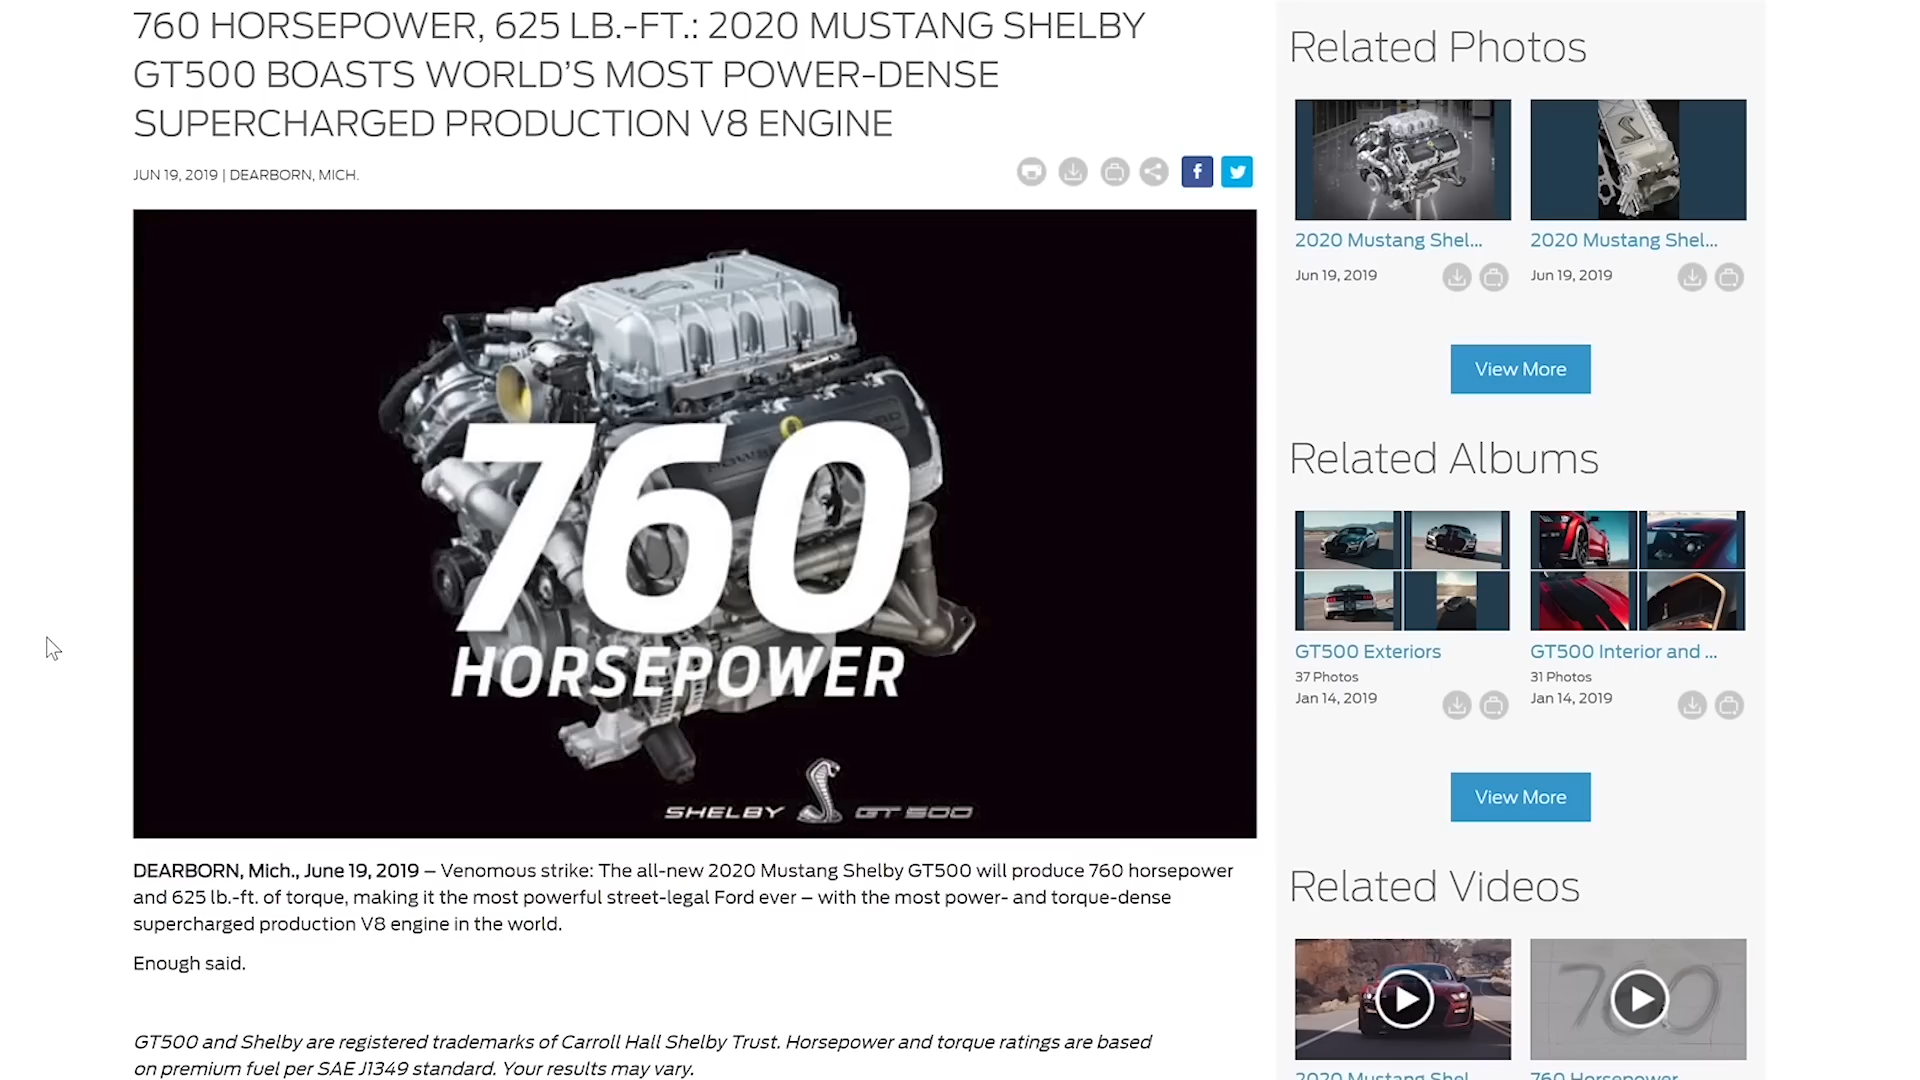 760 HORSEPOWER, 625 LB.-FT.: 2020 MUSTANG SHELBY
GT500 BOASTS WORLD'S MOST POWER-DENSE
SUPERCHARGED PRODUCTION V8 ENGINE
JUN 19, 2019 | DEARBORN, MICH.
760
HORSEPOWER
SHELBY GT500
DEARBORN, Mich., June 19, 2019 – Venomous strike: The all-new 2020 Mustang Shelby GT500 will produce 760 horsepower
and 625 lb.-ft. of torque, making it the most powerful street-legal Ford ever – with the most power- and torque-dense
supercharged production V8 engine in the world.
Enough said.
GT500 and Shelby are registered trademarks of Carroll Hall Shelby Trust. Horsepower and torque ratings are based
on premium fuel per SAE J1349 standard. Your results may vary.
Related Photos
2020 Mustang Shel...
2020 Mustang Shel...
Jun 19, 2019
Jun 19, 2019
View More
Related Albums
GT500 Exteriors
37 Photos
Jan 14, 2019
GT500 Interior and ...
31 Photos
Jan 14, 2019
View More
Related Videos
760
2020 Mustang Shel...
760 Horsepower